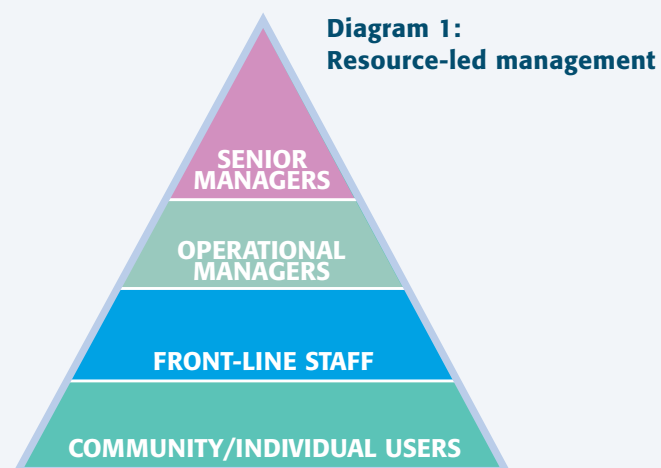 Diagram 1:
Resource-led management
SENIOR
MANAGERS
OPERATIONAL
MANAGERS
FRONT-LINE STAFF
COMMUNITY/INDIVIDUAL USERS